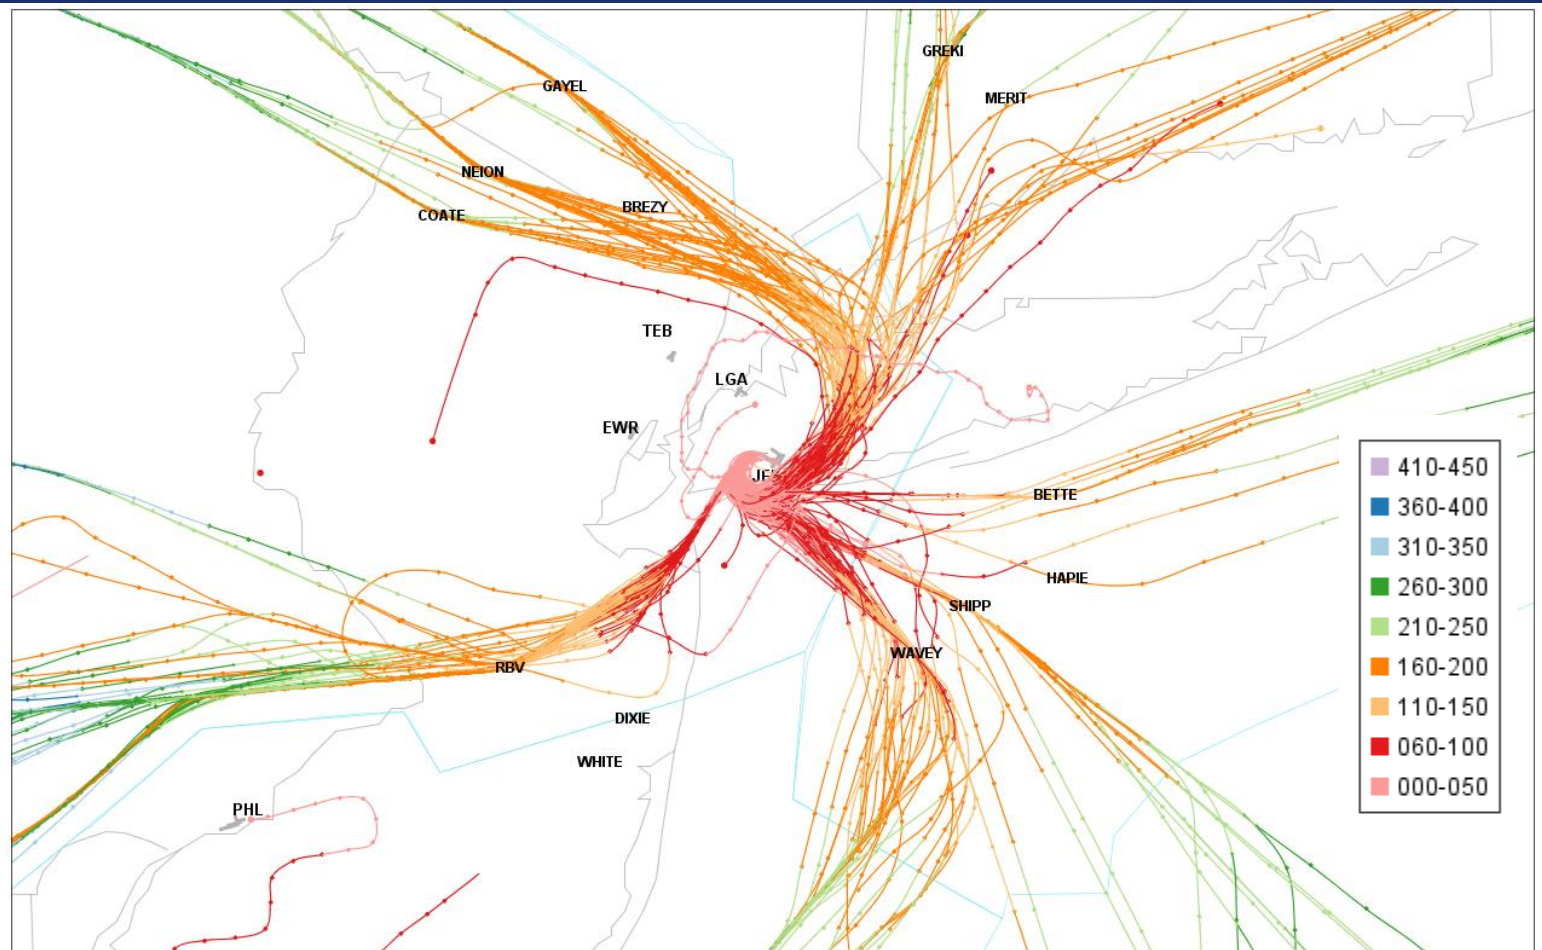 GREKI
GAYEL
MERIT
NEION
BREZY
COATE
TEB
LGA
EWR
JFK
BETTE
HAPIE
SHIPP
WAVEY
RBV
DIXIE
WHITE
PHL
410-450
360-400
310-350
260-300
210-250
160-200
110-150
060-100
000-050